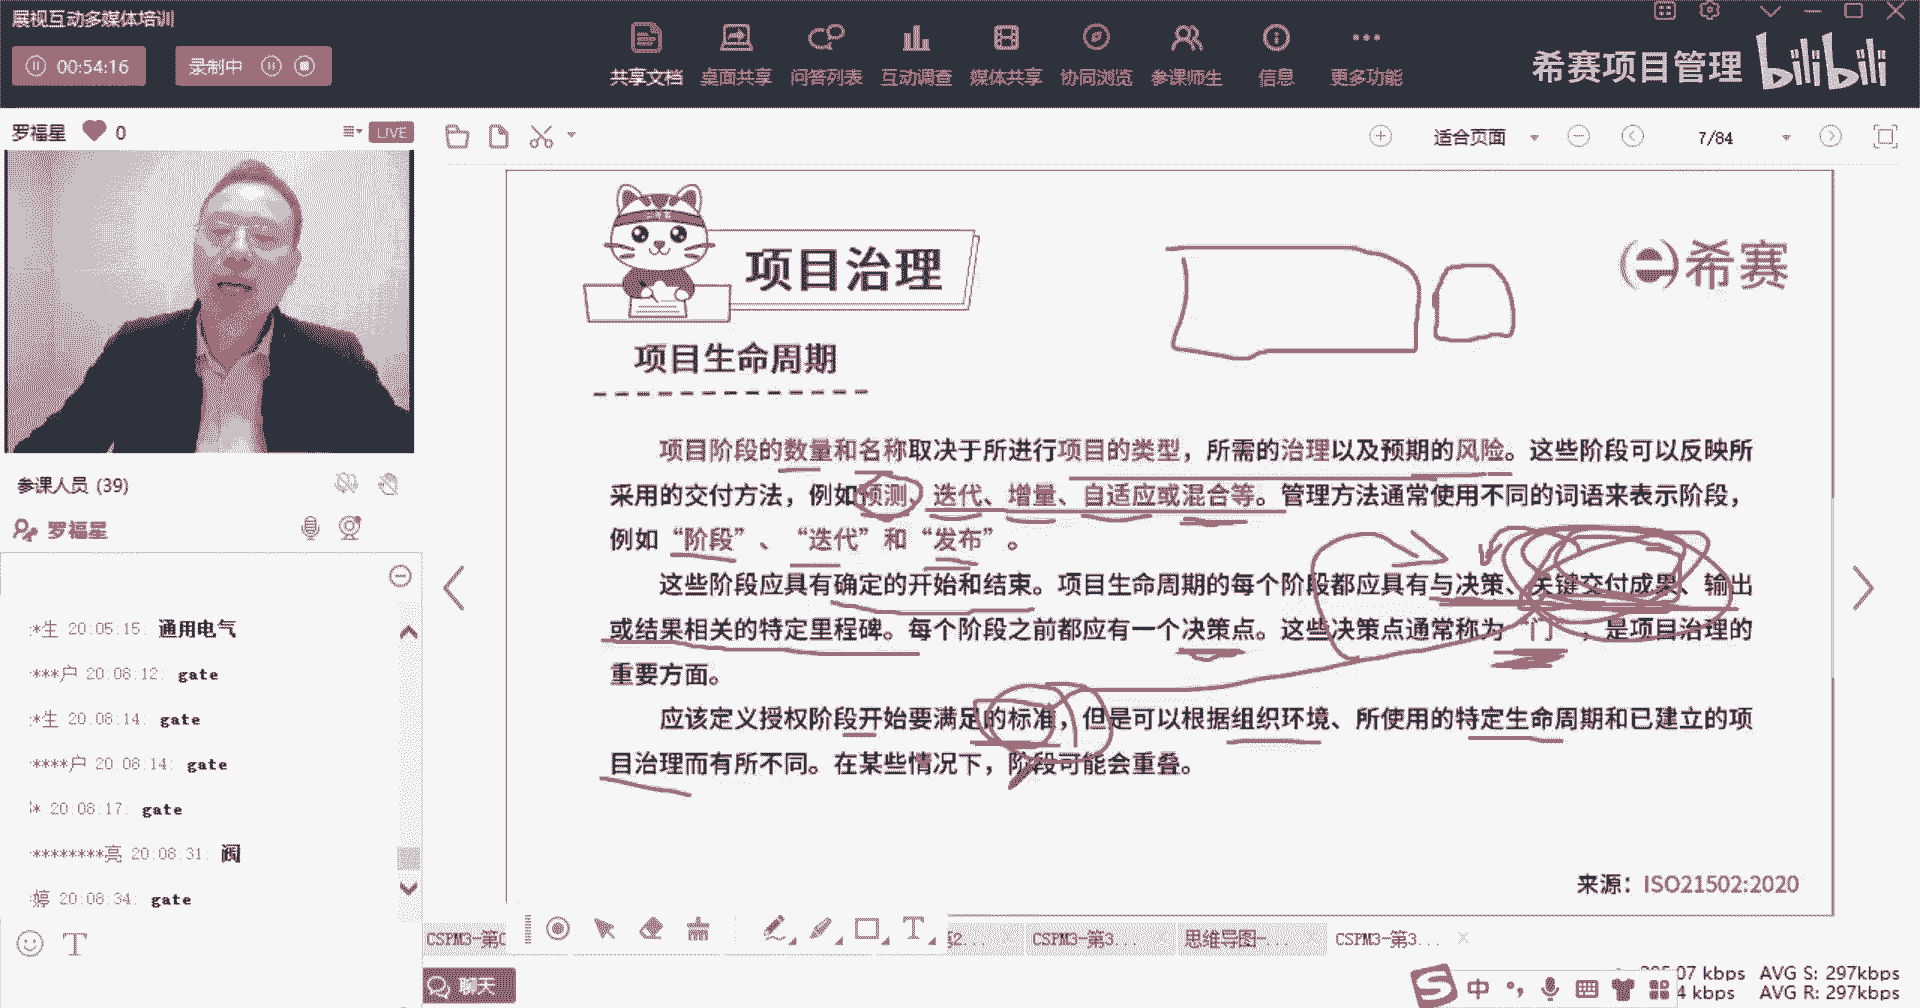 展视互动多媒体培训
00:54:16
录制中
共享文档 桌面共享 问答列表 互动调查 媒体共享 协同浏览 参课师生 信息 更多功能
希赛项目管理 bilibili
罗福星 0 LIVE
适合页面 7/84
参课人员 (39)
罗福星
项目治理
希赛
项目生命周期
项目阶段的数量和名称取决于所进行项目的类型，所需的治理以及预期的风险。这些阶段可以反映所
采用的交付方法，例如预测、迭代、增量、自适应或混合等。管理方法通常使用不同的词语来表示阶段，
例如“阶段”、“迭代”和“发布”。
这些阶段应具有确定的开始和结束。项目生命周期的每个阶段都应具有与决策、关键交付成果、输出
或结果相关的特定里程碑。每个阶段之前都应有一个决策点。这些决策点通常称为“门”，是项目治理的
重要方面。
应该定义授权阶段开始要满足的标准，但是可以根据组织环境、所使用的特定生命周期和已建立的项
目治理而有所不同。在某些情况下，阶段可能会重叠。
来源：ISO21502:2020
*生 20:05:15: 通用电气
***户 20:08:12: gate
*生 20:08:14: gate
****户 20:08:14: gate
* 20:08:17: gate
********亮 20:08:31: 阀
婷 20:08:34: gate
T
CSPM3-第 2... CSPM3-第3... 思维导图-... CSPM3-第3...
聊天
中
07 kbps AVG S: 297kbps
4 kbps AVG R: 297kbps